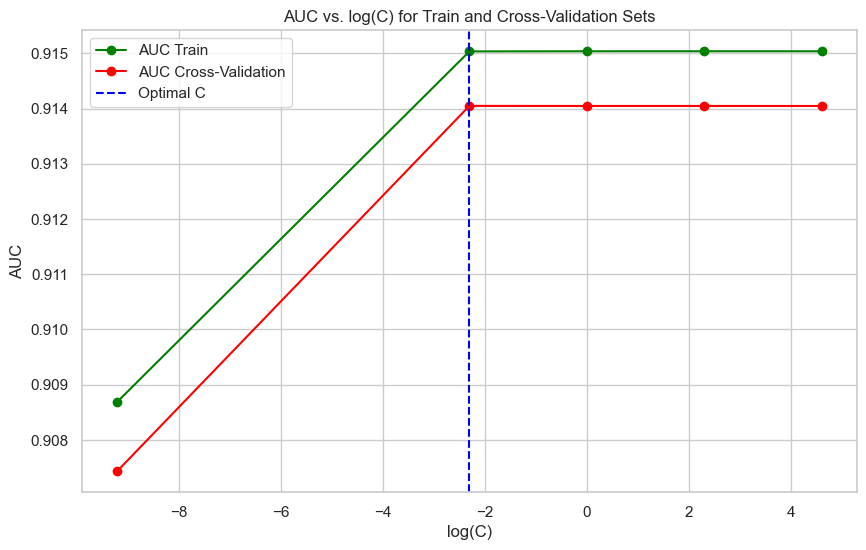 AUC vs. log(C) for Train and Cross-Validation Sets
AUC Train
AUC Cross-Validation
Optimal C
0.915
0.914
0.913
0.912
0.911
0.910
0.909
0.908
AUC
−8
−6
−4
−2
0
2
4
log(C)